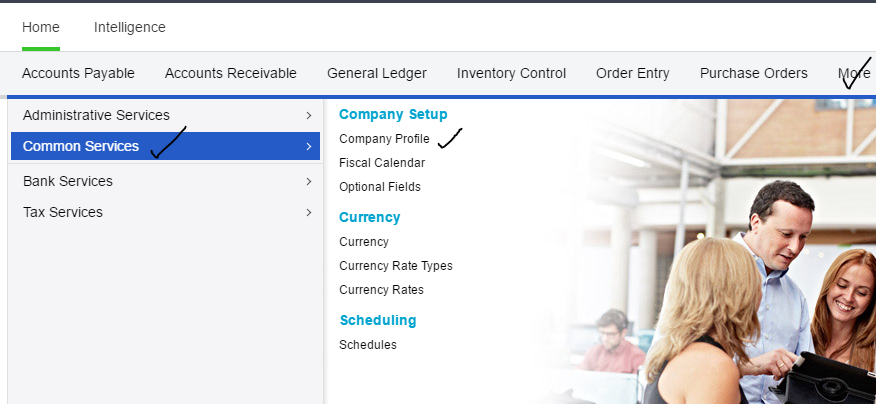 Home Intelligence
Accounts Payable Accounts Receivable General Ledger Inventory Control Order Entry Purchase Orders More
Administrative Services
Common Services
Bank Services
Tax Services
Company Setup
Company Profile
Fiscal Calendar
Optional Fields
Currency
Currency
Currency Rate Types
Currency Rates
Scheduling
Schedules